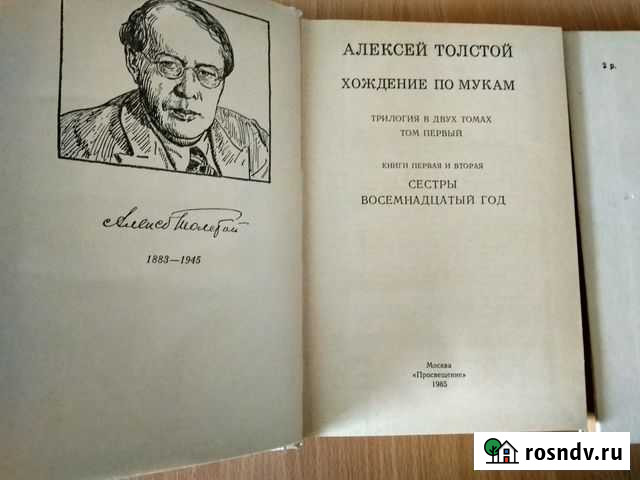 Алексей Толстой
1883—1945
АЛЕКСЕЙ ТОЛСТОЙ
ХОЖДЕНИЕ ПО МУКАМ
ТРИЛОГИЯ В ДВУХ ТОМАХ
ТОМ ПЕРВЫЙ
КНИГИ ПЕРВАЯ И ВТОРАЯ
СЕСТРЫ
ВОСЕМНАДЦАТЫЙ ГОД
Москва
«Просвещение»
1985
2 р.
rosndv.ru